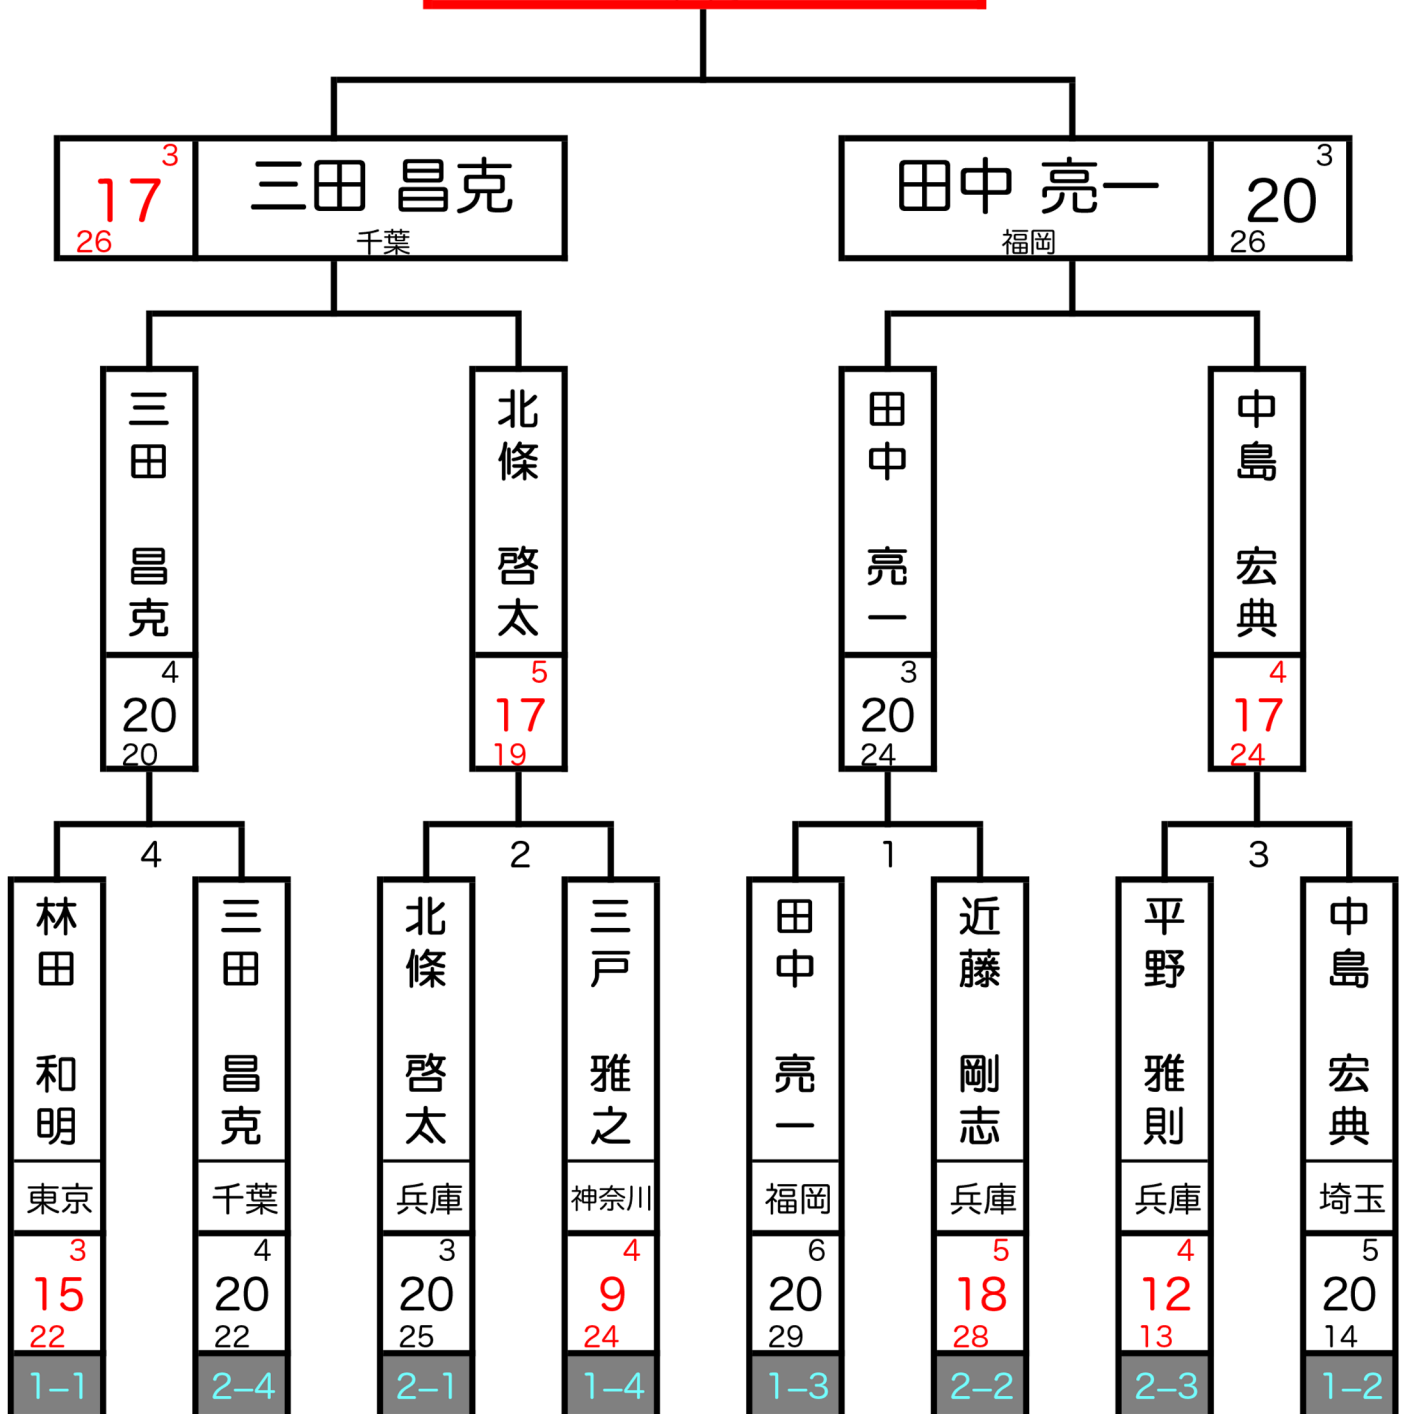 3
17
26
三田 昌克
千葉
田中 亮一
福岡
3
20
26
三田 昌克
4
20
20
北條 啓太
5
17
19
田中 亮一
3
20
24
中島 宏典
4
17
24
4
2
1
3
林田 和明
東京
3
15
22
1–1
三田 昌克
千葉
4
20
22
2–4
北條 啓太
兵庫
3
20
25
2–1
三戸 雅之
神奈川
4
9
24
1–4
田中 亮一
福岡
6
20
29
1–3
近藤 剛志
兵庫
5
18
28
2–2
平野 雅則
兵庫
4
12
13
2–3
中島 宏典
埼玉
5
20
14
1–2